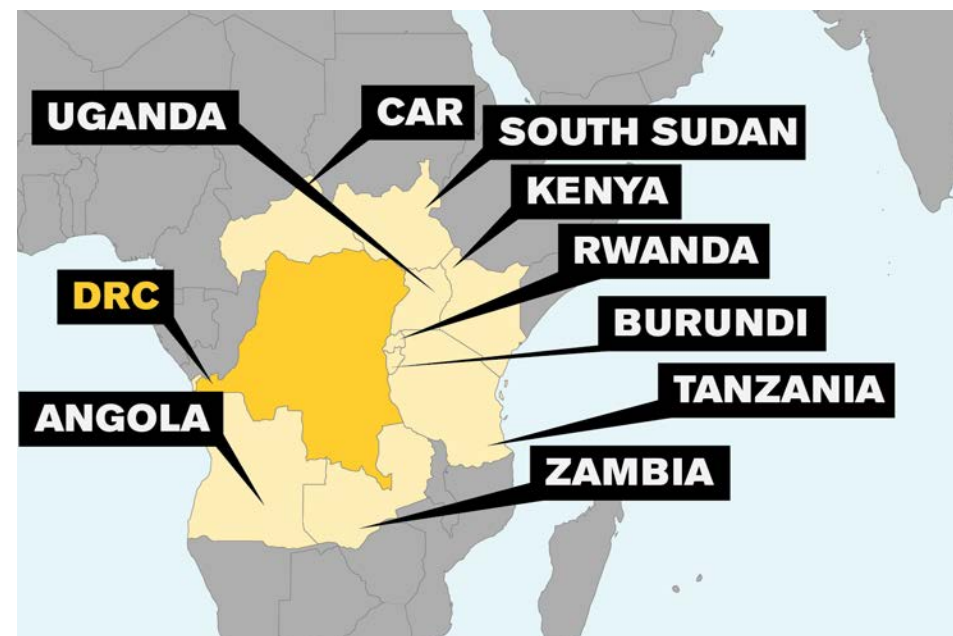 UGANDA
CAR
SOUTH SUDAN
KENYA
RWANDA
DRC
BURUNDI
TANZANIA
ANGOLA
ZAMBIA